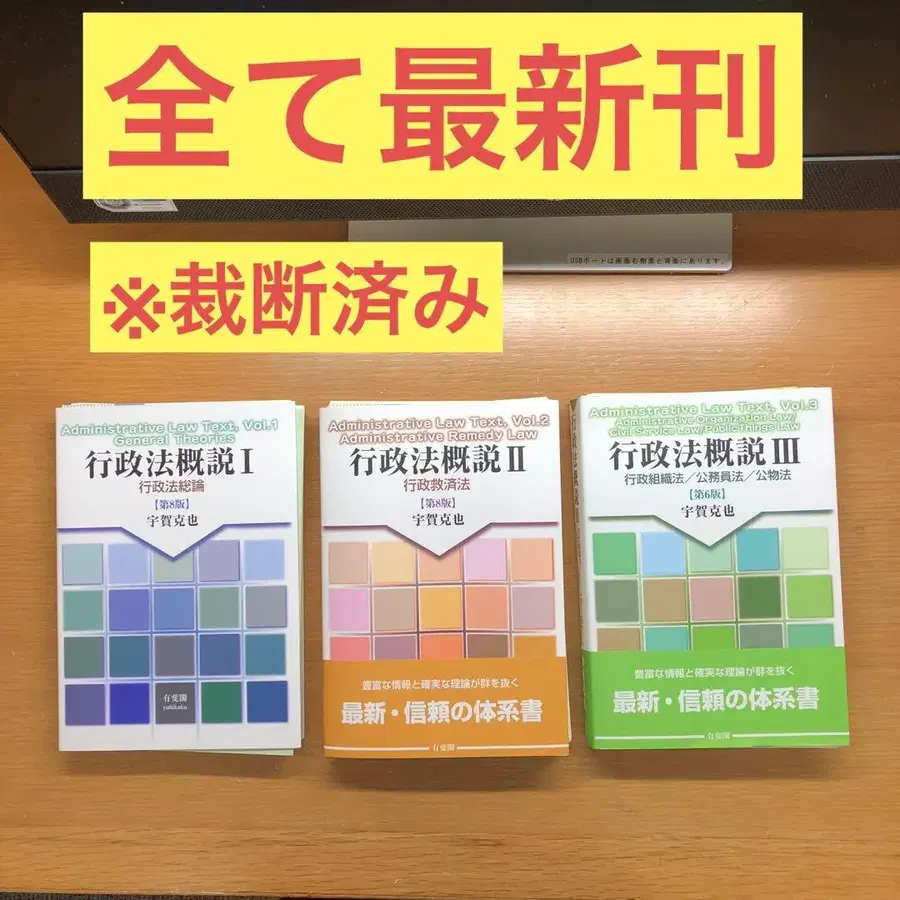 全て最新刊
USBポートは画面右側面と背面にあります。
※裁断済み
Administrative Law Text, Vol.1
General Theories
行政法概説 I
行政法総論
【第8版】
宇賀克也
有斐閣
yuhikaku
Administrative Law Text, Vol.2
Administrative Remedy Law
行政法概説 II
行政救済法
【第8版】
宇賀克也
豊富な情報と確実な理論が群を抜く
最新・信頼の体系書
有斐閣
Administrative Law Text, Vol.3
Administrative Organization Law/
Civil Service Law/Public Things Law
行政法概説 III
行政組織法/公務員法/公物法
【第6版】
宇賀克也
豊富な情報と確実な理論が群を抜く
最新・信頼の体系書
有斐閣